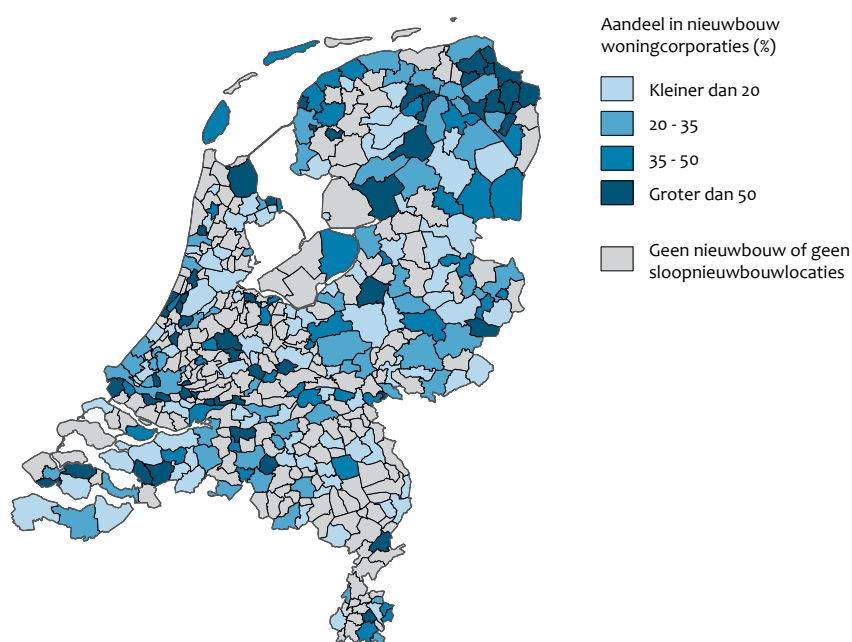 Aandeel in nieuwbouw
woningcorporaties (%)
Kleiner dan 20
20 - 35
35 - 50
Groter dan 50
Geen nieuwbouw of geen
sloopnieuwbouwlocaties